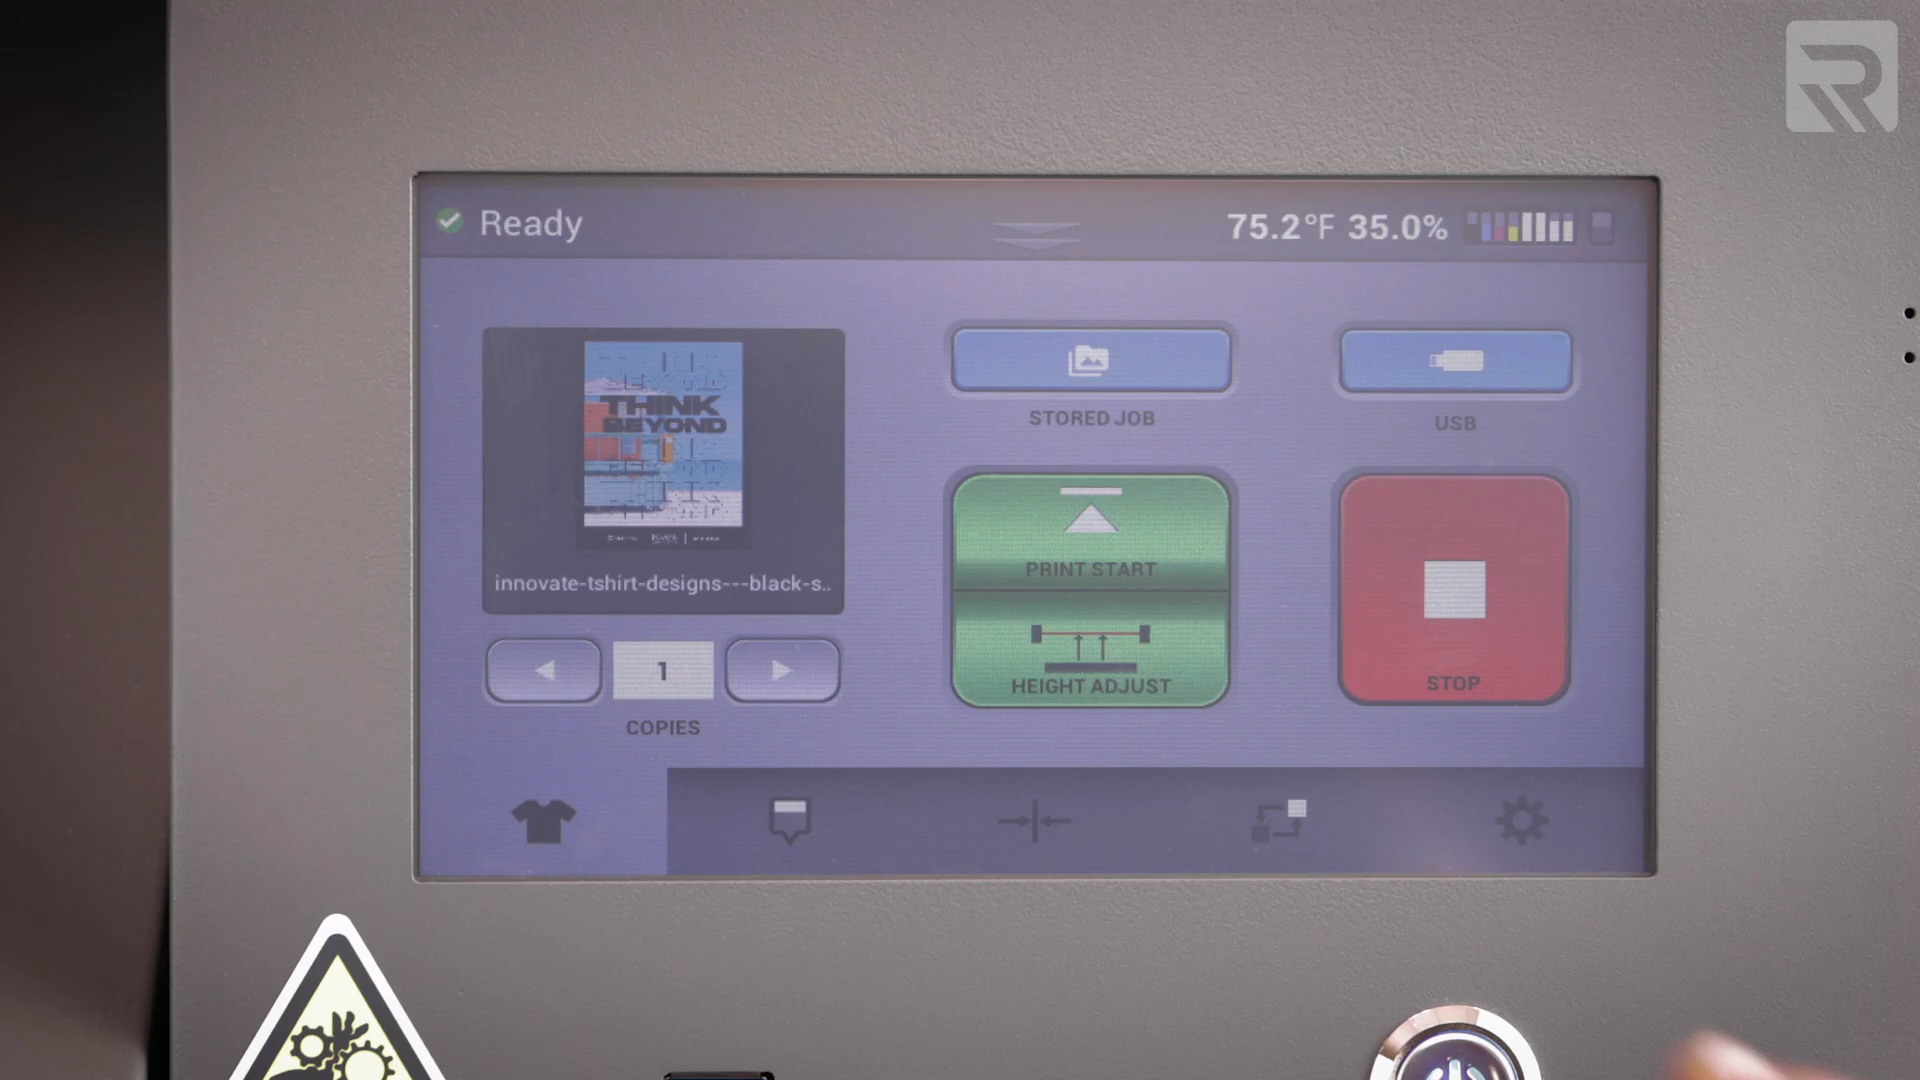 Ready
75.2°F 35.0%
THINK
BEYOND
innovate-tshirt-designs---black-s..
STORED JOB
USB
PRINT START
HEIGHT ADJUST
STOP
1
COPIES